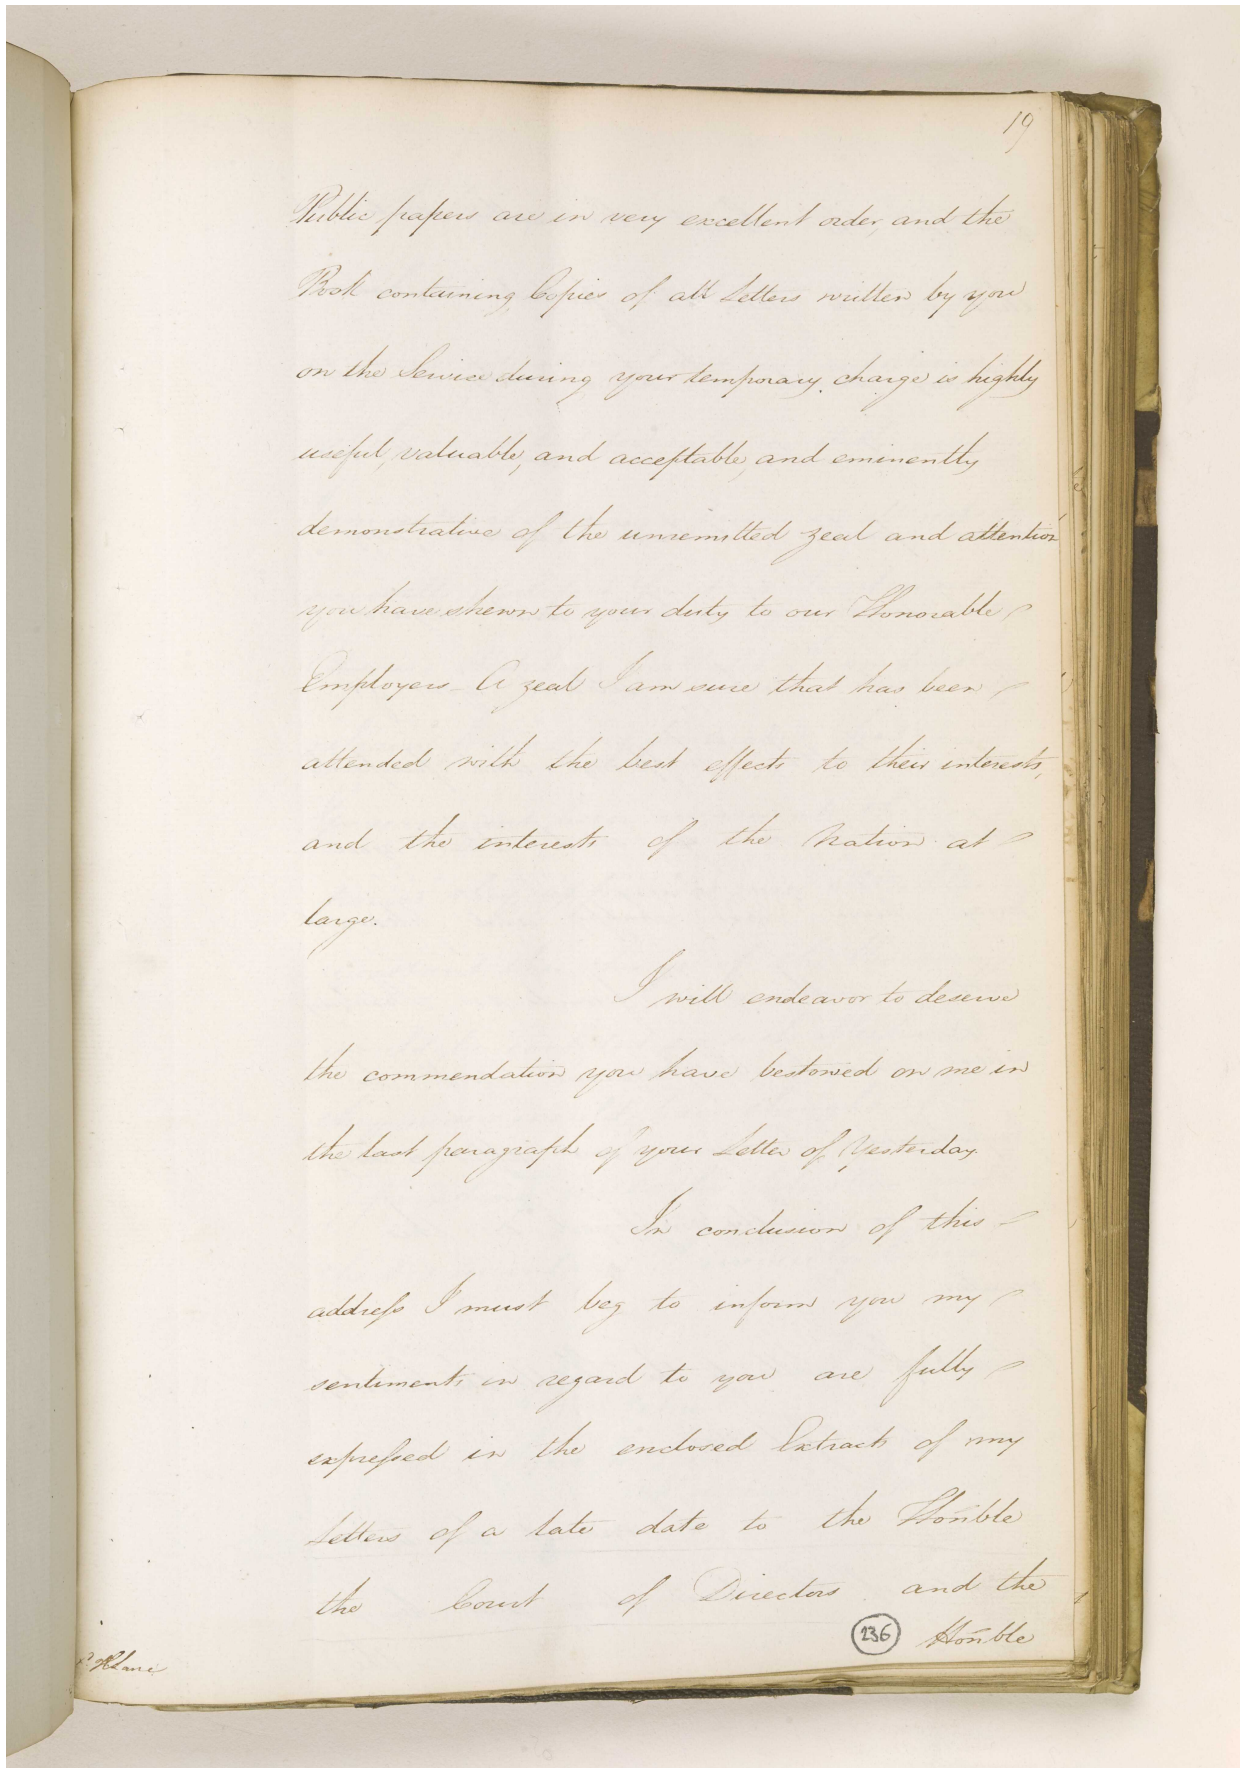 19
Public papers are in very excellent order, and the
Book containing Copies of all Letters written by you
on the Service during your temporary charge is highly
useful, valuable, and acceptable, and eminently
demonstrative of the unremitted zeal and attention
you have shewn to your duty to our Honorable
Employers – A zeal I am sure that has been
attended with the best effects to their interests,
and the interests of the Nation at
large.
I will endeavor to deserve
the commendation you have bestowed on me in
the last paragraph of your Letter of Yesterday.
In conclusion of this
address I must beg to inform you my
sentiments in regard to you are fully
expressed in the enclosed Extracts of my
Letters of a late date to the Honble
the Court of Directors and the
Honble
236